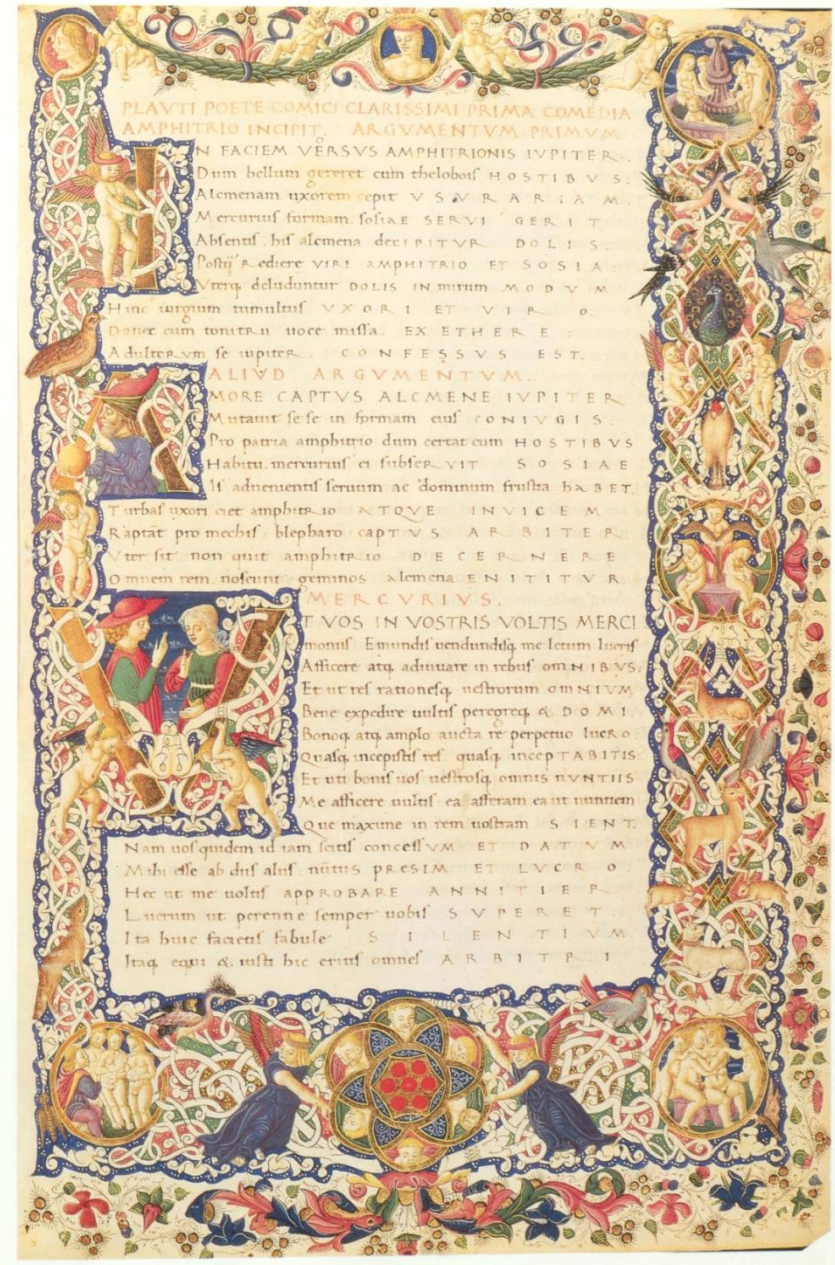 PLAVTI POETE COMICI CLARISSIMI PRIMA COMEDIA
AMPHITRIO INCIPIT. ARGVMENTVM PRIMVM
IN FACIEM VERSVS AMPHITRIONIS IVPITER.
Dum bellum gereret cum thelobois HOSTIBVS.
Alcmenam uxorem cepit VSVRARIAM.
Mercurius formam sosiae SERVI GERIT
Absentis. his alcmena decIPITVR DOLIS.
Postq̃ Rediere VIRI AMPHITRIO ET SOSIA
Vterq; deluduntur DOLIS IN mirum MODVM
Hinc iurgium tumultus VXORI ET VIRO.
Donec cum tonitru uoce missa. EX ETHERE
Adulterum se iupiter. CONFESSVS EST.
ALIVD ARGVMENTVM.
AMORE CAPTVS ALCMENE IVPITER
Mutauit sese in formam eius CONIVGIS.
Pro patria amphitrio dum certat cum HOSTIBVS
Habitu mercurius ei subserVIT SOSIAE
Is aduenientis seruum ac dominum frustra hABET.
Turbas uxori ciet amphitrio ATQVE INVICEM
Raptat pro mechis blepharo capTVS ARBITER
Vter sit non quit amphitrio DECERNERE
Omnem rem noscunt geminos alcmena ENITITVR.
MERCVRIVS.
VT VOS IN VOSTRIS VOLTIS MERCI
moniis Emundis uendundisq; me letum lucris
Afficere atq; adiuuare in rebus omNIBVS:
Et ut res rationesq; uestrorum omNIVM
Bene expedire uultis peregreq; & DOMI.
Bonoq; atq; amplo aucta re perpetuo lucro.
Quasq; incepistis res quasq; incepTABITIS
Et uti bonis uos uestrosq; omnis NVNTIIS
Me afficere uultis ea afferam ea ut nuntiem
Que maxime in rem uostram SIENT.
Nam uos quidem id iam scitis concessVM ET DATVM
Mihi esse ab diis aliis nũtiis PRESIM ET LVCRO
Hec ut me uoltis APPROBARE ANNITIER
Lucrum ut perenne semper uobis SVPERET.
Ita huic facietis fabule SILENTIVM
Itaq; equi & iusti hic eritis omnes ARBITRI